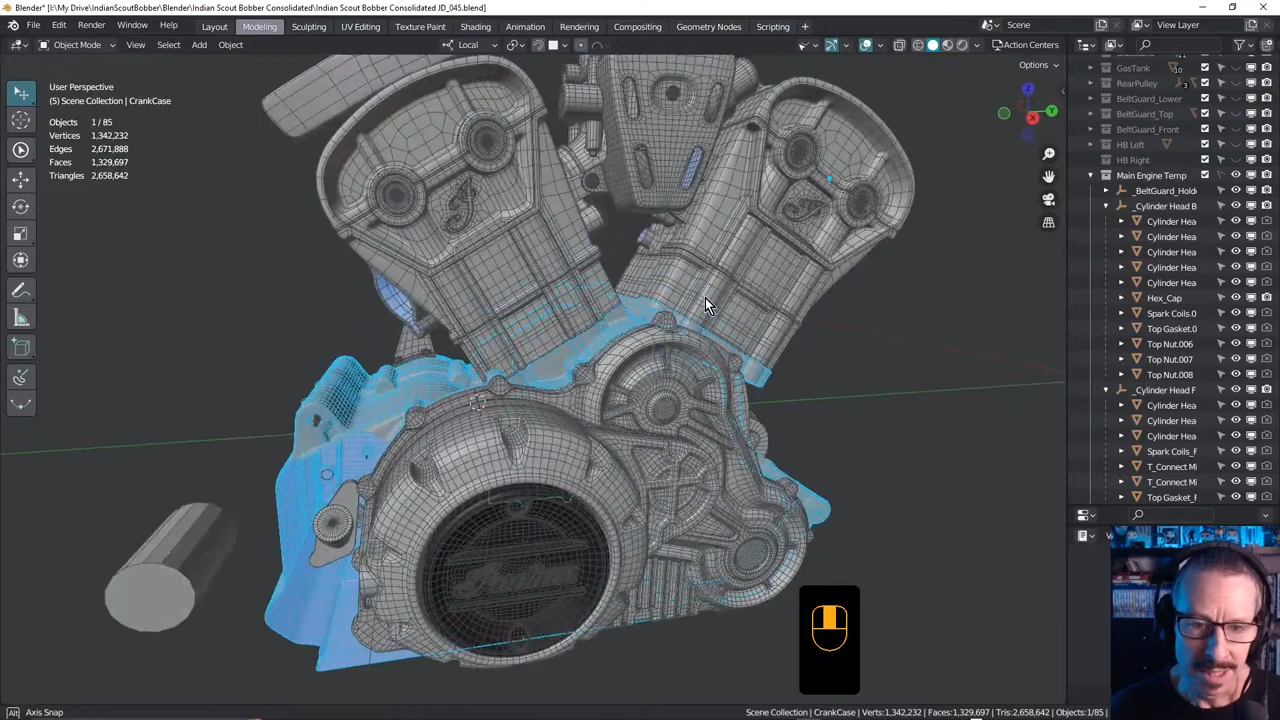 Blender* [I:\My Drive\IndianScoutBobber\Blender\Indian Scout Bobber Consolidated\Indian Scout Bobber Consolidated JD_045.blend]
File Edit Render Window Help Layout Modeling Sculpting UV Editing Texture Paint Shading Animation Rendering Compositing Geometry Nodes Scripting Scene View Layer
Object Mode View Select Add Object Local Action Centers
Options
User Perspective
(5) Scene Collection | CrankCase
Objects 1 / 85
Vertices 1,342,232
Edges 2,671,888
Faces 1,329,697
Triangles 2,658,642
Z
Y
X
GasTank 10
RearPulley 3
BeltGuard_Lower
BeltGuard_Top
BeltGuard_Front
HB Left
HB Right
Main Engine Temp
_BeltGuard_Holde
_Cylinder Head B
Cylinder Hea
Cylinder Hea
Cylinder Hea
Cylinder Hea
Cylinder Hea
Hex_Cap
Spark Coils.0
Top Gasket.0
Top Nut.006
Top Nut.007
Top Nut.008
_Cylinder Head F
Cylinder Hea
Cylinder Hea
Cylinder Hea
Spark Coils_F
T_Connect Mi
T_Connect Mi
Top Gasket_F
Alt Axis Snap
Scene Collection | CrankCase | Verts:1,342,232 | Faces:1,329,697 | Tris:2,658,642 | Objects:1/85